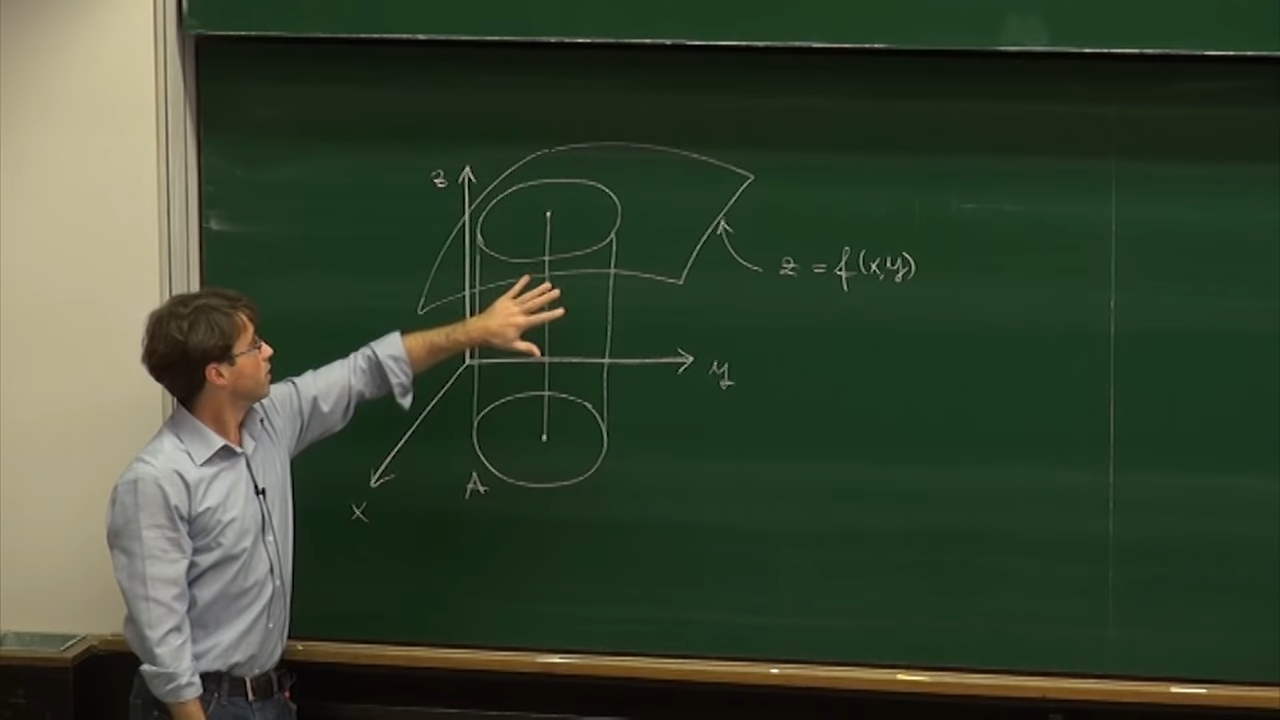 z
z = f(x,y)
y
A
x